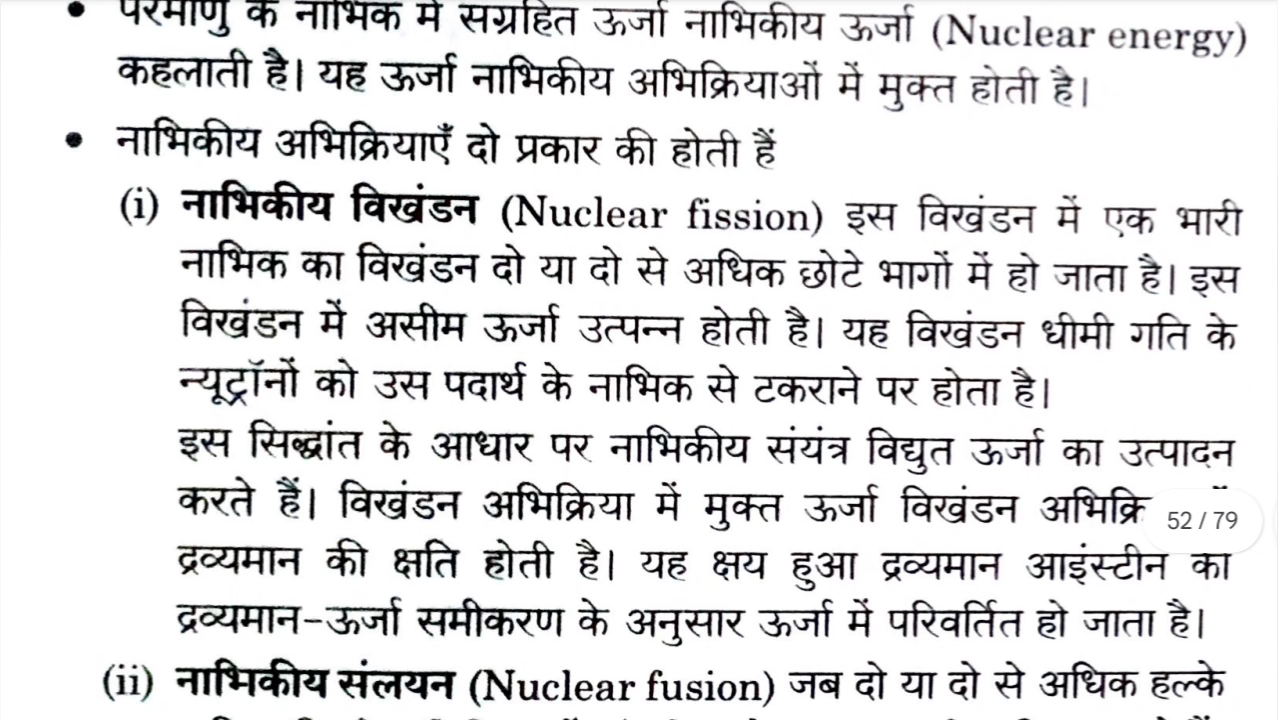 • परमाणु के नाभिक में संग्रहित ऊर्जा नाभिकीय ऊर्जा (Nuclear energy)
कहलाती है। यह ऊर्जा नाभिकीय अभिक्रियाओं में मुक्त होती है।
• नाभिकीय अभिक्रियाएँ दो प्रकार की होती हैं
(i) नाभिकीय विखंडन (Nuclear fission) इस विखंडन में एक भारी
नाभिक का विखंडन दो या दो से अधिक छोटे भागों में हो जाता है। इस
विखंडन में असीम ऊर्जा उत्पन्न होती है। यह विखंडन धीमी गति के
न्यूट्रॉनों को उस पदार्थ के नाभिक से टकराने पर होता है।
इस सिद्धांत के आधार पर नाभिकीय संयंत्र विद्युत ऊर्जा का उत्पादन
करते हैं। विखंडन अभिक्रिया में मुक्त ऊर्जा विखंडन अभिक्रि
52 / 79
द्रव्यमान की क्षति होती है। यह क्षय हुआ द्रव्यमान आइंस्टीन का
द्रव्यमान-ऊर्जा समीकरण के अनुसार ऊर्जा में परिवर्तित हो जाता है।
(ii) नाभिकीय संलयन (Nuclear fusion) जब दो या दो से अधिक हल्के